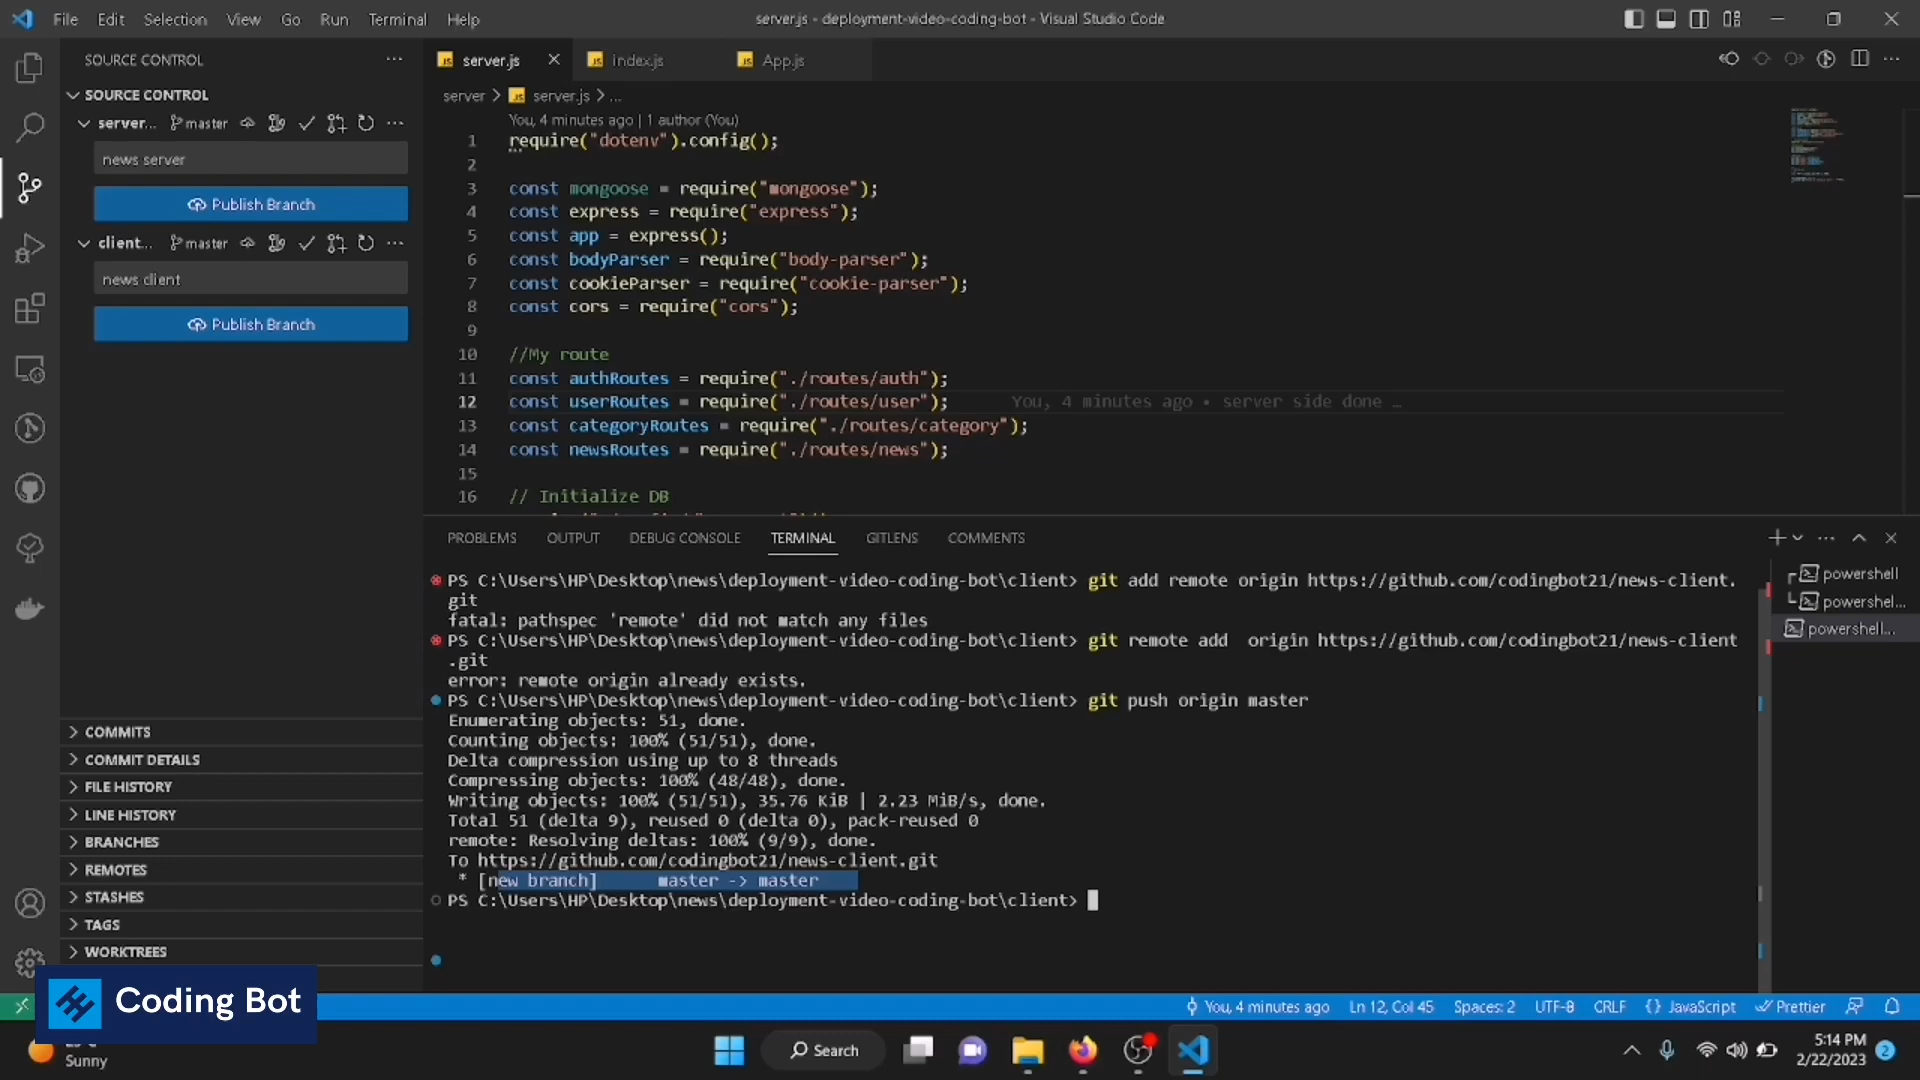 File Edit Selection View Go Run Terminal Help
server.js - deployment-video-coding-bot - Visual Studio Code
SOURCE CONTROL
SOURCE CONTROL
server... master
news server
Publish Branch
client... master
news client
Publish Branch
COMMITS
COMMIT DETAILS
FILE HISTORY
LINE HISTORY
BRANCHES
REMOTES
STASHES
TAGS
WORKTREES
server.js index.js App.js
server > server.js > ...
You, 4 minutes ago | 1 author (You)
1 require("dotenv").config();
2
3 const mongoose = require("mongoose");
4 const express = require("express");
5 const app = express();
6 const bodyParser = require("body-parser");
7 const cookieParser = require("cookie-parser");
8 const cors = require("cors");
9
10 //My route
11 const authRoutes = require("./routes/auth");
12 const userRoutes = require("./routes/user"); You, 4 minutes ago • server side done …
13 const categoryRoutes = require("./routes/category");
14 const newsRoutes = require("./routes/news");
15
16 // Initialize DB
PROBLEMS OUTPUT DEBUG CONSOLE TERMINAL GITLENS COMMENTS
PS C:\Users\HP\Desktop\news\deployment-video-coding-bot\client> git add remote origin https://github.com/codingbot21/news-client.
git
fatal: pathspec 'remote' did not match any files
PS C:\Users\HP\Desktop\news\deployment-video-coding-bot\client> git remote add  origin https://github.com/codingbot21/news-client
.git
error: remote origin already exists.
PS C:\Users\HP\Desktop\news\deployment-video-coding-bot\client> git push origin master
Enumerating objects: 51, done.
Counting objects: 100% (51/51), done.
Delta compression using up to 8 threads
Compressing objects: 100% (48/48), done.
Writing objects: 100% (51/51), 35.76 KiB | 2.23 MiB/s, done.
Total 51 (delta 9), reused 0 (delta 0), pack-reused 0
remote: Resolving deltas: 100% (9/9), done.
To https://github.com/codingbot21/news-client.git
* [new branch] master -> master
PS C:\Users\HP\Desktop\news\deployment-video-coding-bot\client>
powershell
powershel...
powershell...
Coding Bot
You, 4 minutes ago Ln 12, Col 45 Spaces: 2 UTF-8 CRLF {} JavaScript Prettier
Sunny
Search
5:14 PM
2/22/2023
2